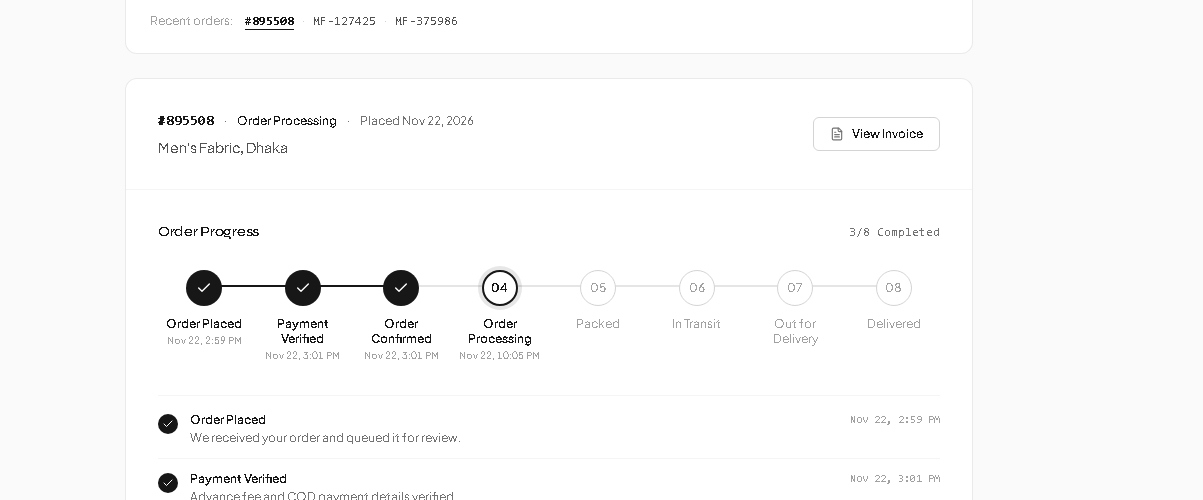 Recent orders: #895508 · MF-127425 · MF-375986
#895508 · Order Processing · Placed Nov 22, 2026
Men's Fabric, Dhaka
View Invoice
Order Progress
3/8 Completed
04 05 06 07 08
Order Placed
Nov 22, 2:59 PM
Payment
Verified
Nov 22, 3:01 PM
Order
Confirmed
Nov 22, 3:01 PM
Order
Processing
Nov 22, 10:05 PM
Packed
In Transit
Out for
Delivery
Delivered
Order Placed
Nov 22, 2:59 PM
We received your order and queued it for review.
Payment Verified
Nov 22, 3:01 PM
Advance fee and COD payment details verified